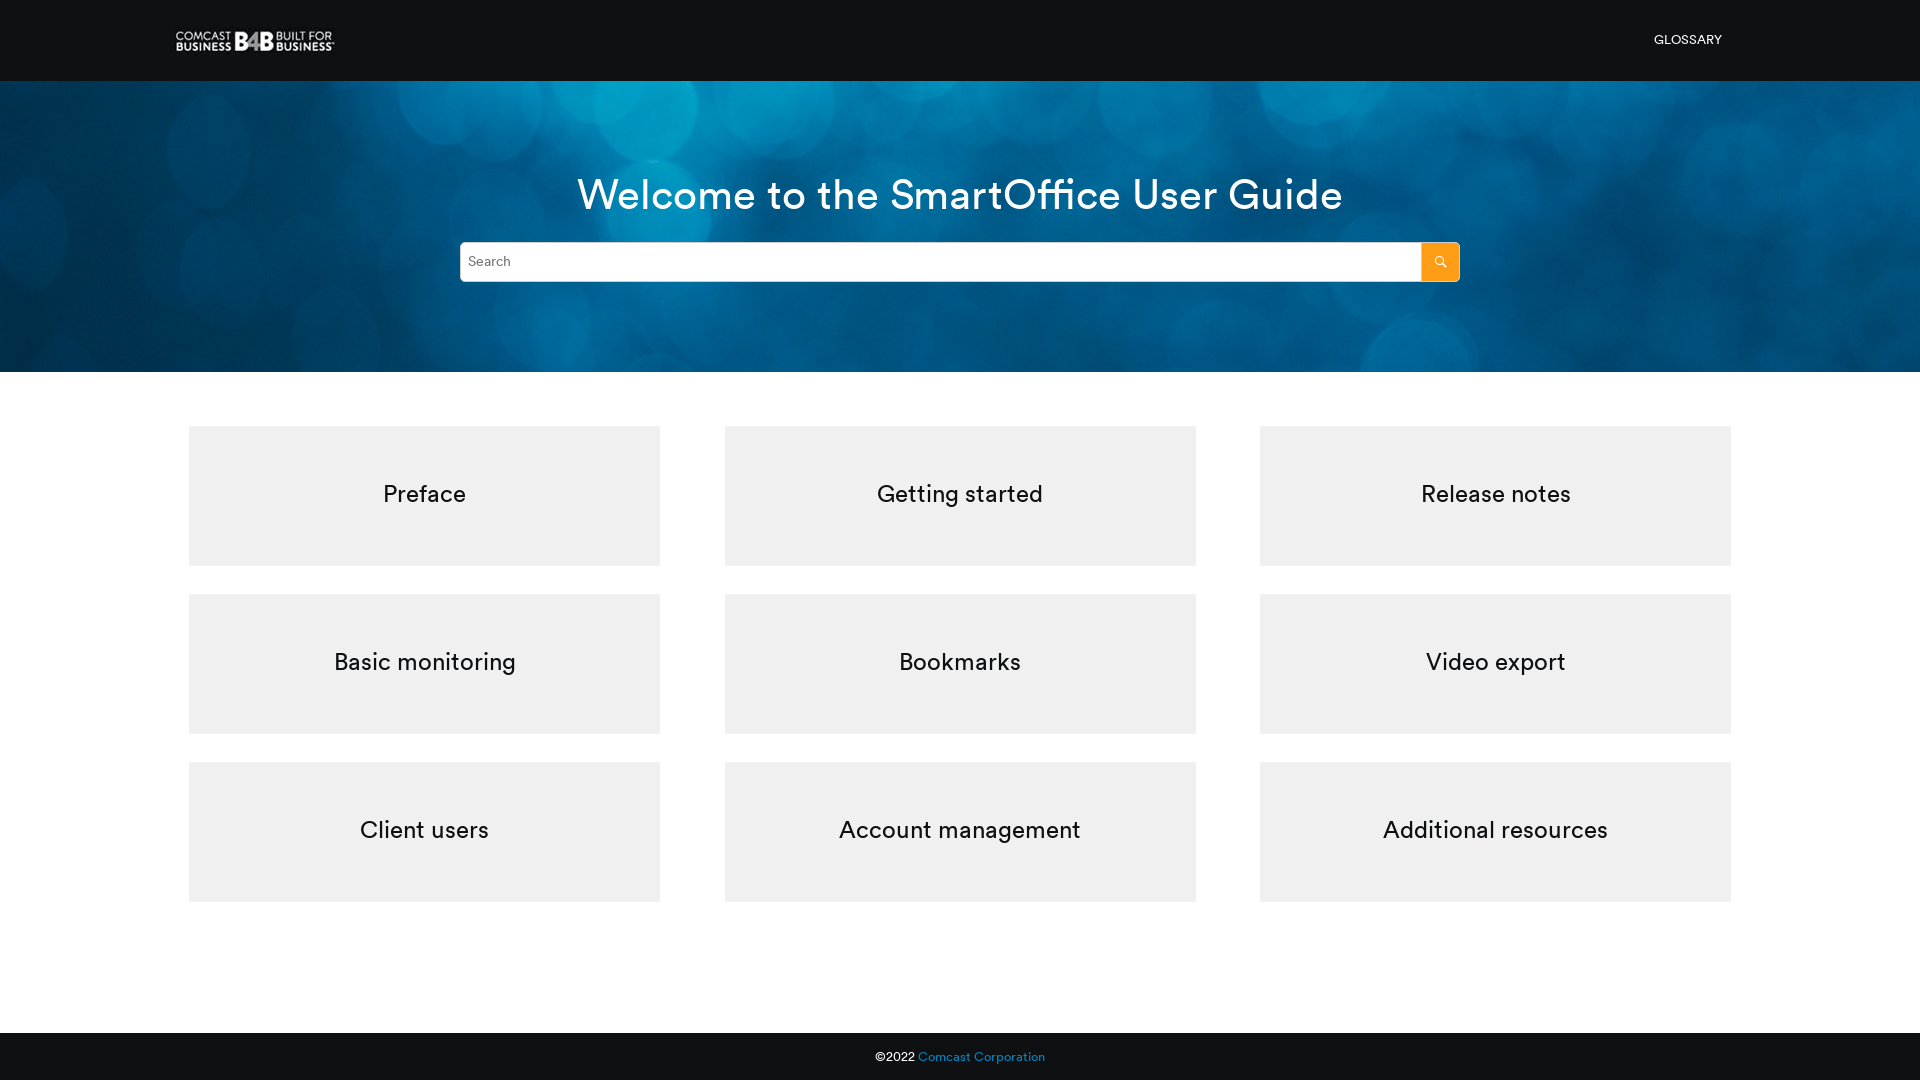 COMCAST BUSINESS B4B BUILT FOR BUSINESS
GLOSSARY
Welcome to the SmartOffice User Guide
Search
Preface
Getting started
Release notes
Basic monitoring
Bookmarks
Video export
Client users
Account management
Additional resources
©2022 Comcast Corporation